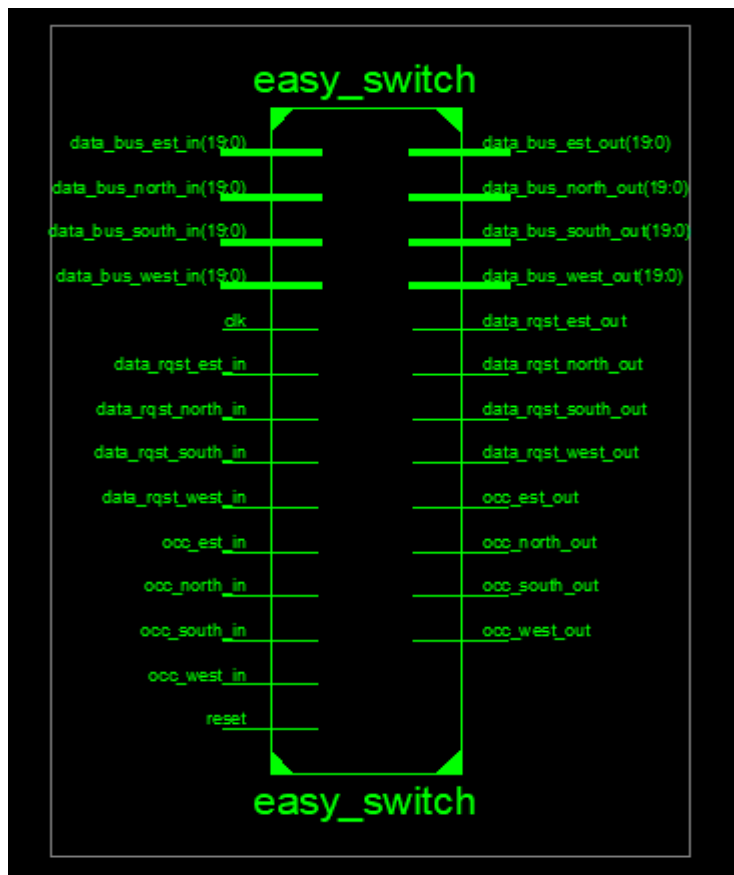 easy_switch
data_bus_est_in(19:0)
data_bus_est_out(19:0)
data_bus_north_in(19:0)
data_bus_north_out(19:0)
data_bus_south_in(19:0)
data_bus_south_out(19:0)
data_bus_west_in(19:0)
data_bus_west_out(19:0)
clk
data_rqst_est_out
data_rqst_est_in
data_rqst_north_out
data_rqst_north_in
data_rqst_south_out
data_rqst_south_in
data_rqst_west_out
data_rqst_west_in
occ_est_out
occ_est_in
occ_north_out
occ_north_in
occ_south_out
occ_south_in
occ_west_out
occ_west_in
reset
easy_switch